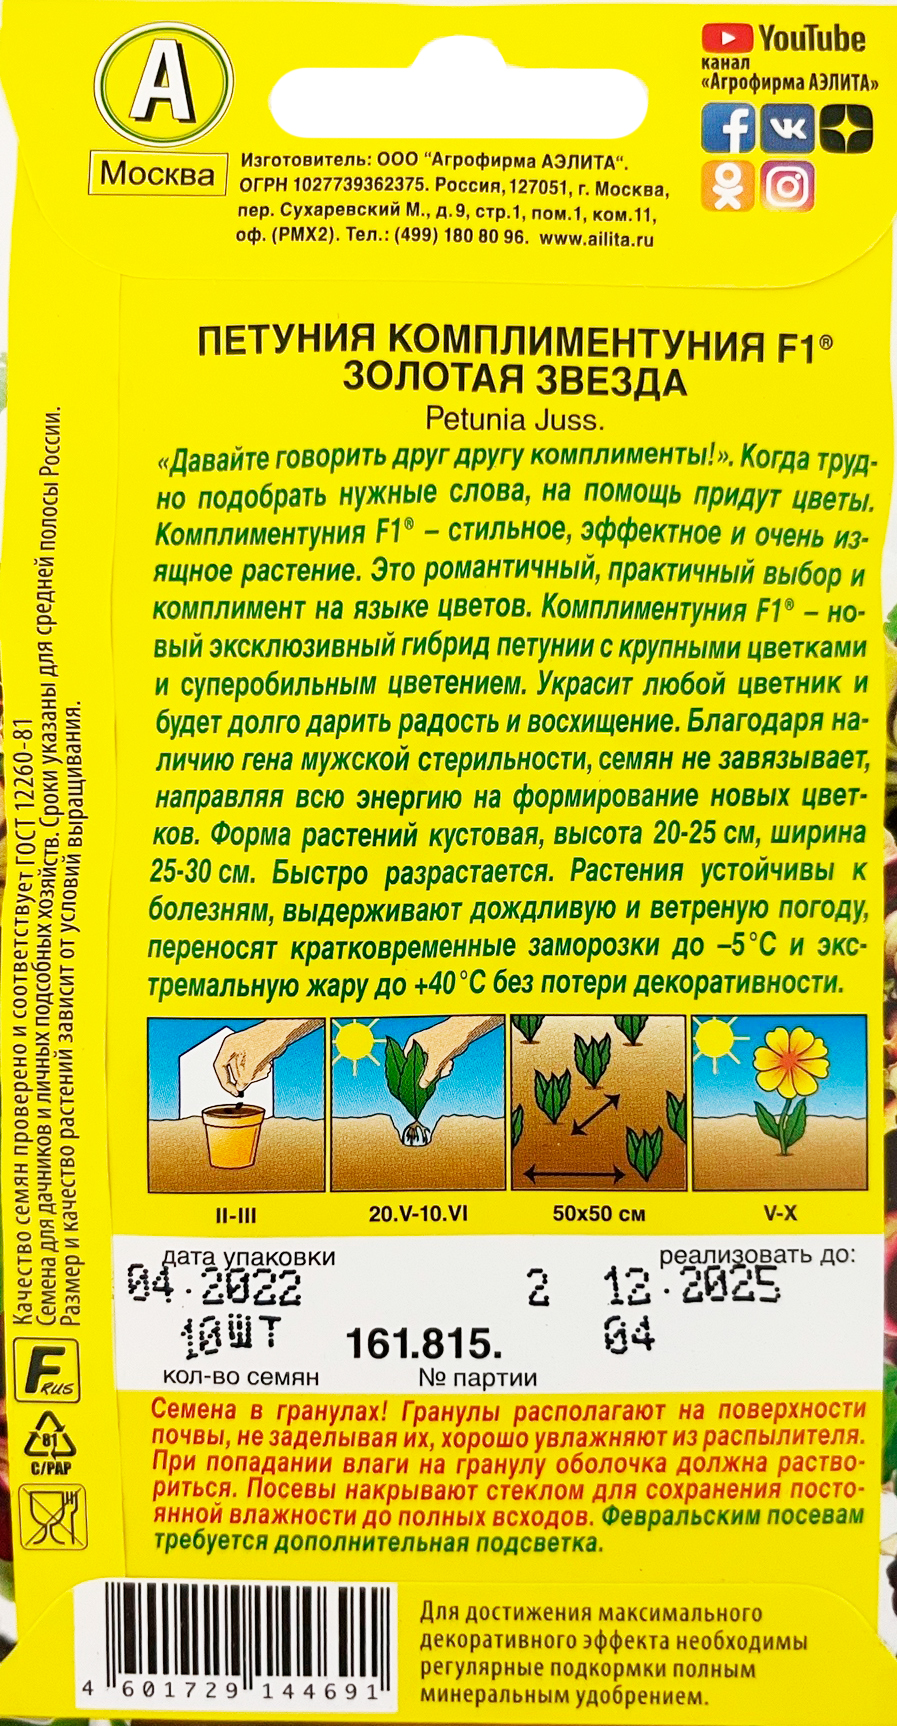 А
Москва
YouTube
канал
«Агрофирма АЭЛИТА»
Изготовитель: ООО “Агрофирма АЭЛИТА“.
ОГРН 1027739362375. Россия, 127051, г. Москва,
пер. Сухаревский М., д.9, стр.1, пом.1, ком.11,
оф. (РМХ2). Тел.: (499) 180 80 96. www.ailita.ru
ПЕТУНИЯ КОМПЛИМЕНТУНИЯ F1®
ЗОЛОТАЯ ЗВЕЗДА
Petunia Juss.
«Давайте говорить друг другу комплименты!». Когда труд-
но подобрать нужные слова, на помощь придут цветы.
Комплиментуния F1® – стильное, эффектное и очень из-
ящное растение. Это романтичный, практичный выбор и
комплимент на языке цветов. Комплиментуния F1® – но-
вый эксклюзивный гибрид петунии с крупными цветками
и суперобильным цветением. Украсит любой цветник и
будет долго дарить радость и восхищение. Благодаря на-
личию гена мужской стерильности, семян не завязывает,
направляя всю энергию на формирование новых цвет-
ков. Форма растений кустовая, высота 20-25 см, ширина
25-30 см. Быстро разрастается. Растения устойчивы к
болезням, выдерживают дождливую и ветреную погоду,
переносят кратковременные заморозки до –5°С и экс-
тремальную жару до +40°С без потери декоративности.
II-III
20.V-10.VI
50х50 см
V-X
дата упаковки
реализовать до:
04.2022
2
12.2025
10шт
161.815.
04
кол-во семян
№ партии
Семена в гранулах! Гранулы располагают на поверхности
почвы, не заделывая их, хорошо увлажняют из распылителя.
При попадании влаги на гранулу оболочка должна раство-
риться. Посевы накрывают стеклом для сохранения посто-
янной влажности до полных всходов. Февральским посевам
требуется дополнительная подсветка.
Качество семян проверено и соответствует ГОСТ 12260-81
Семена для дачников и личных подсобных хозяйств. Сроки указаны для средней полосы России.
Размер и качество растений зависит от условий выращивания.
F RUS
81
C/PAP
4 601729 144691
Для достижения максимального
декоративного эффекта необходимы
регулярные подкормки полным
минеральным удобрением.